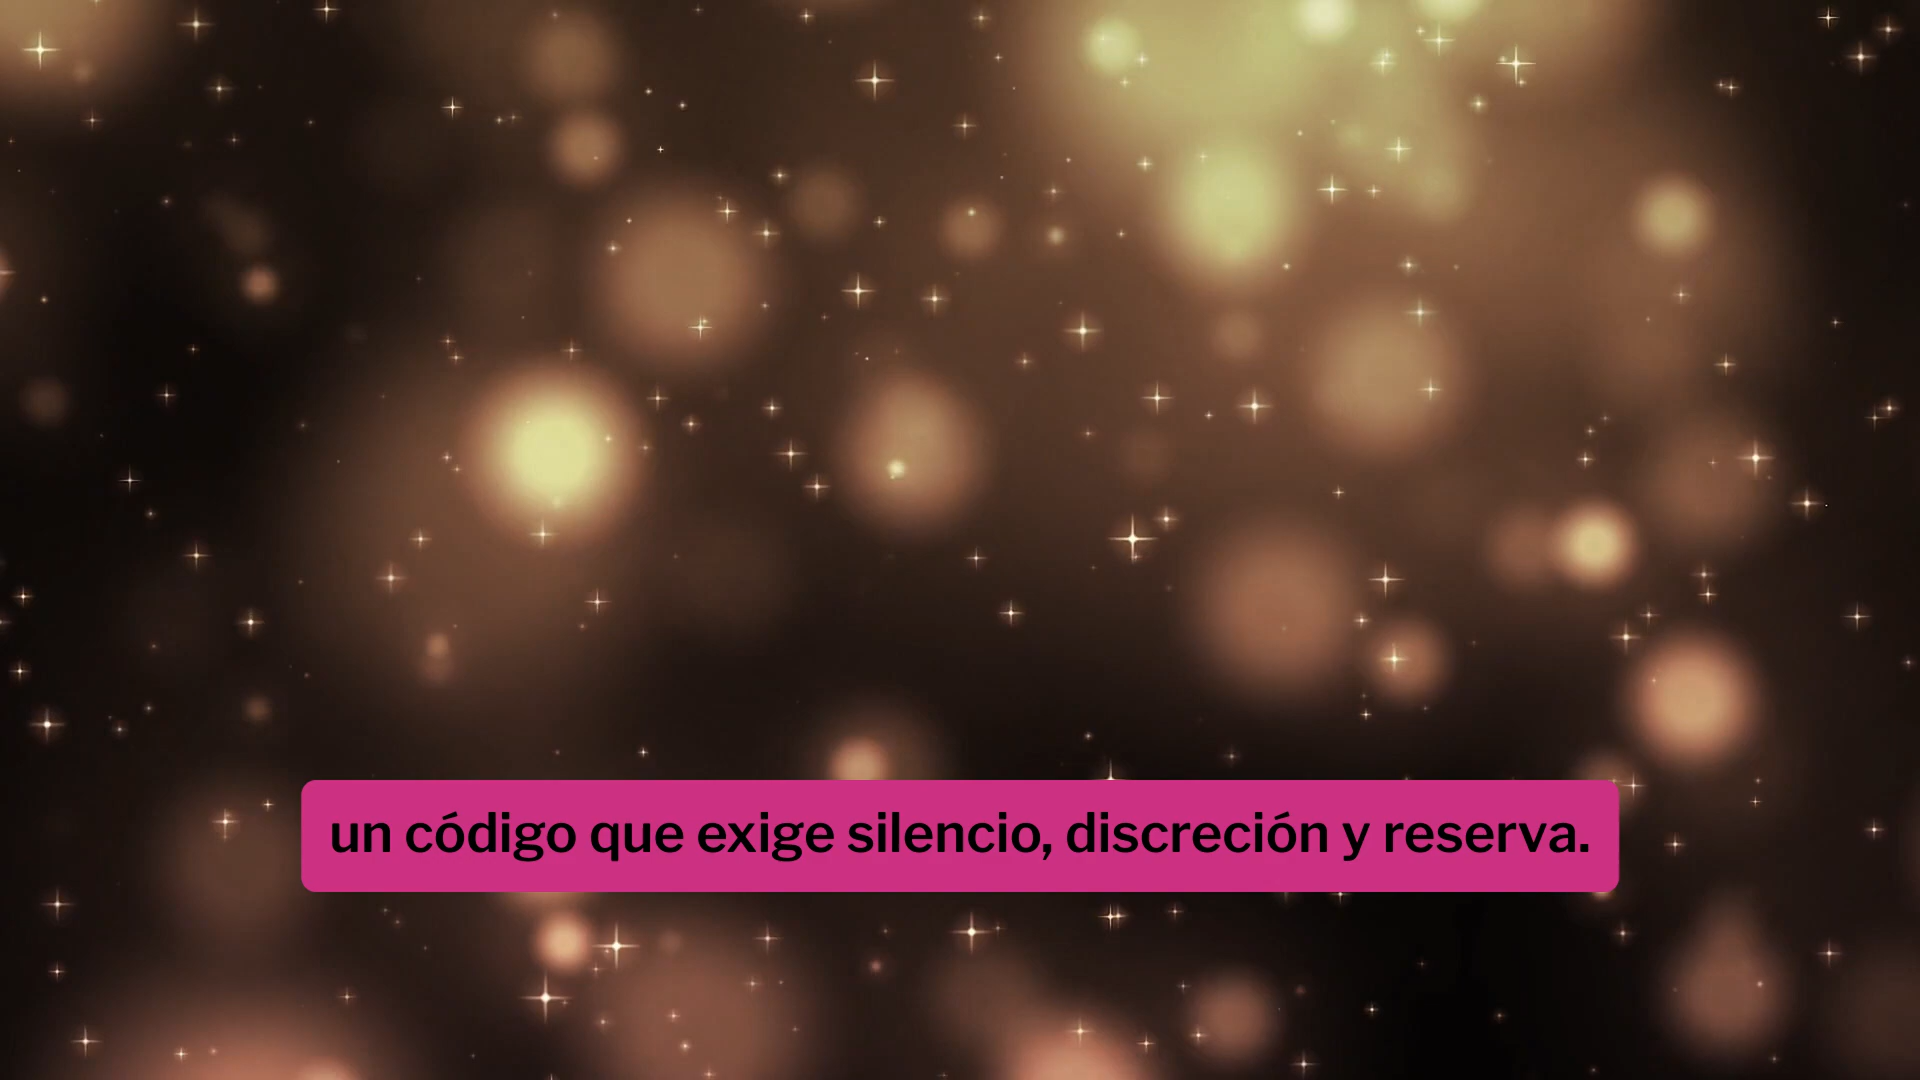 un código que exige silencio, discreción y reserva.